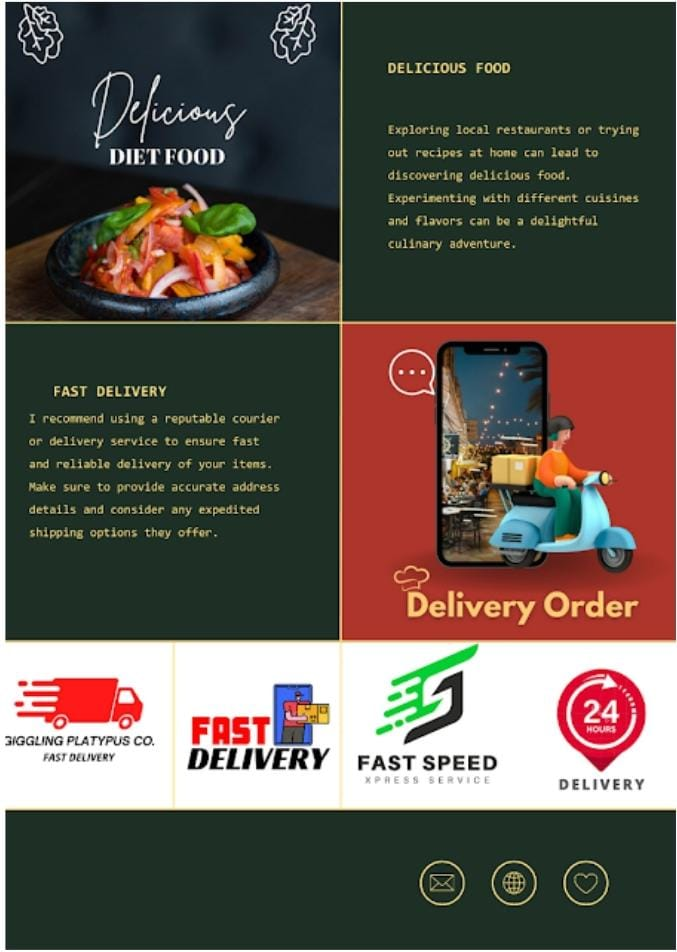 Delicious
DIET FOOD
DELICIOUS FOOD
Exploring local restaurants or trying
out recipes at home can lead to
discovering delicious food.
Experimenting with different cuisines
and flavors can be a delightful
culinary adventure.
FAST DELIVERY
I recommend using a reputable courier
or delivery service to ensure fast
and reliable delivery of your items.
Make sure to provide accurate address
details and consider any expedited
shipping options they offer.
Delivery Order
GIGGLING PLATYPUS CO.
FAST DELIVERY
FAST
DELIVERY
FAST SPEED
XPRESS SERVICE
24
HOURS
DELIVERY